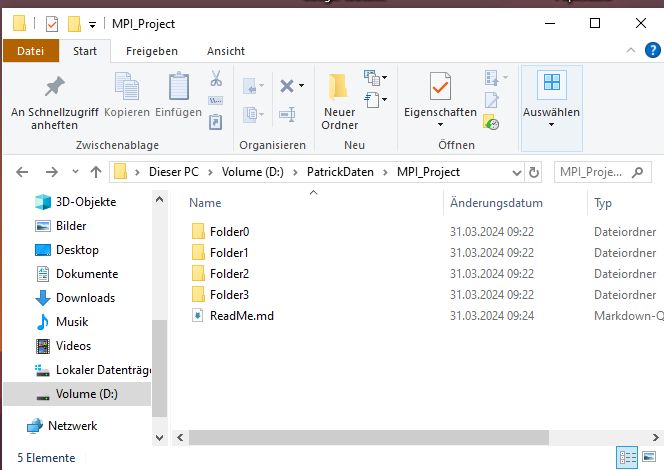 MPI_Project
Datei Start Freigeben Ansicht
An Schnellzugriff anheften
Kopieren
Einfügen
Zwischenablage
Organisieren
Neuer Ordner
Neu
Eigenschaften
Öffnen
Auswählen
Dieser PC Volume (D:) PatrickDaten MPI_Project
MPI_Proje...
3D-Objekte
Bilder
Desktop
Dokumente
Downloads
Musik
Videos
Lokaler Datenträge
Volume (D:)
Netzwerk
Name Änderungsdatum Typ
Folder0 31.03.2024 09:22 Dateiordner
Folder1 31.03.2024 09:22 Dateiordner
Folder2 31.03.2024 09:22 Dateiordner
Folder3 31.03.2024 09:22 Dateiordner
ReadMe.md 31.03.2024 09:24 Markdown-Q
5 Elemente